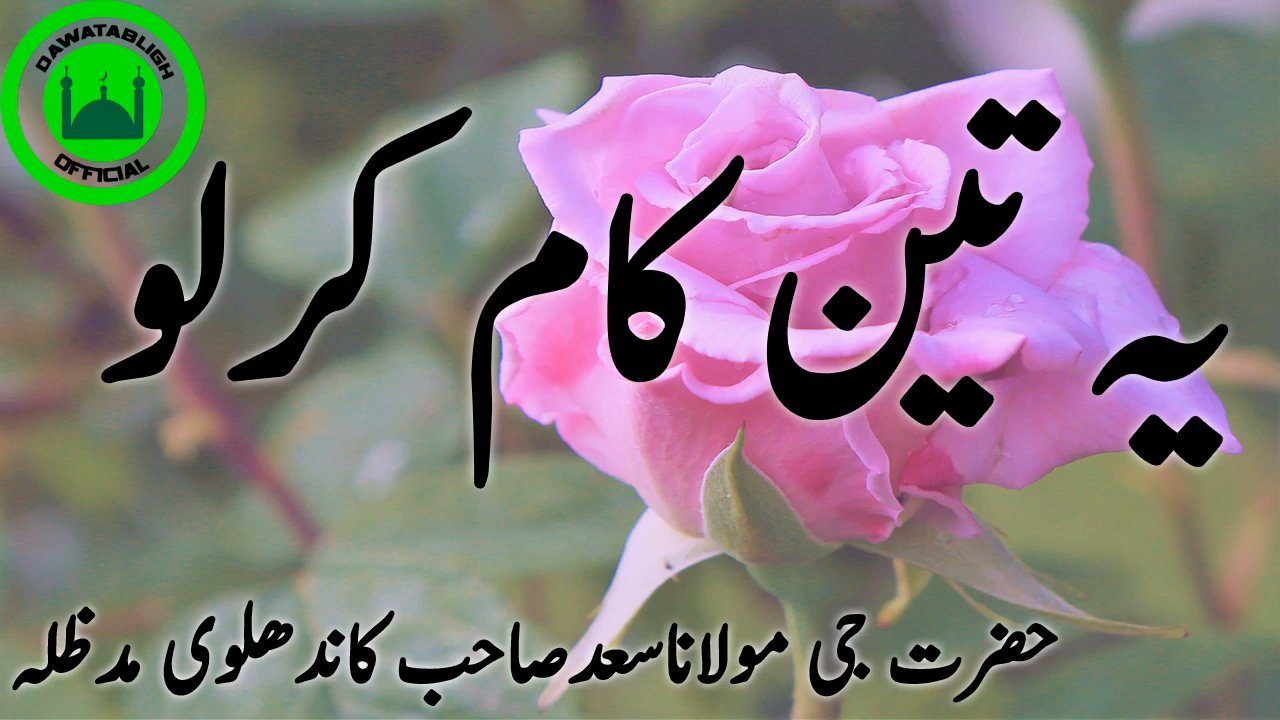 DAWATABLIGH
OFFICIAL
یہ تین کام کرلو
حضرت جی مولانا سعد صاحب کاندھلوی مدظلہ